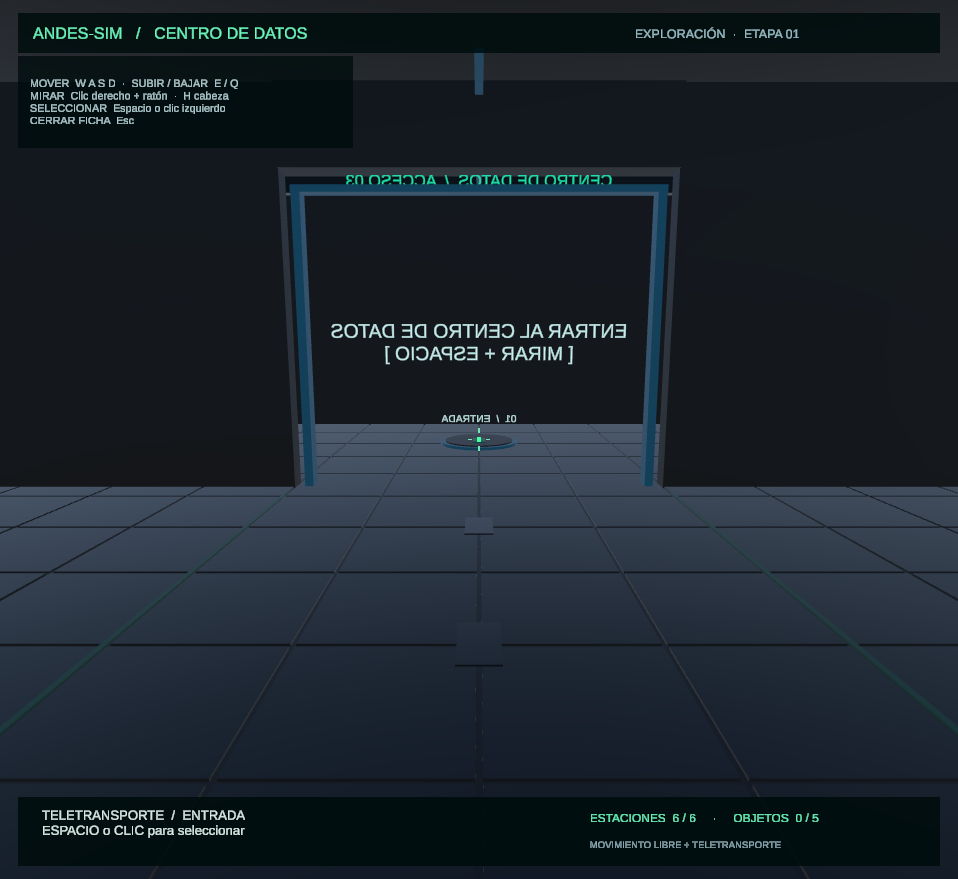 ANDES-SIM / CENTRO DE DATOS
EXPLORACIÓN · ETAPA 01
MOVER W A S D · SUBIR / BAJAR E / Q
MIRAR Clic derecho + ratón · H cabeza
SELECCIONAR Espacio o clic izquierdo
CERRAR FICHA Esc
CENTRO DE DATOS / ACCESO 03
ENTRAR AL CENTRO DE DATOS
[ MIRAR + ESPACIO ]
01 / ENTRADA
TELETRANSPORTE / ENTRADA
ESPACIO o CLIC para seleccionar
ESTACIONES 6 / 6 · OBJETOS 0 / 5
MOVIMIENTO LIBRE + TELETRANSPORTE